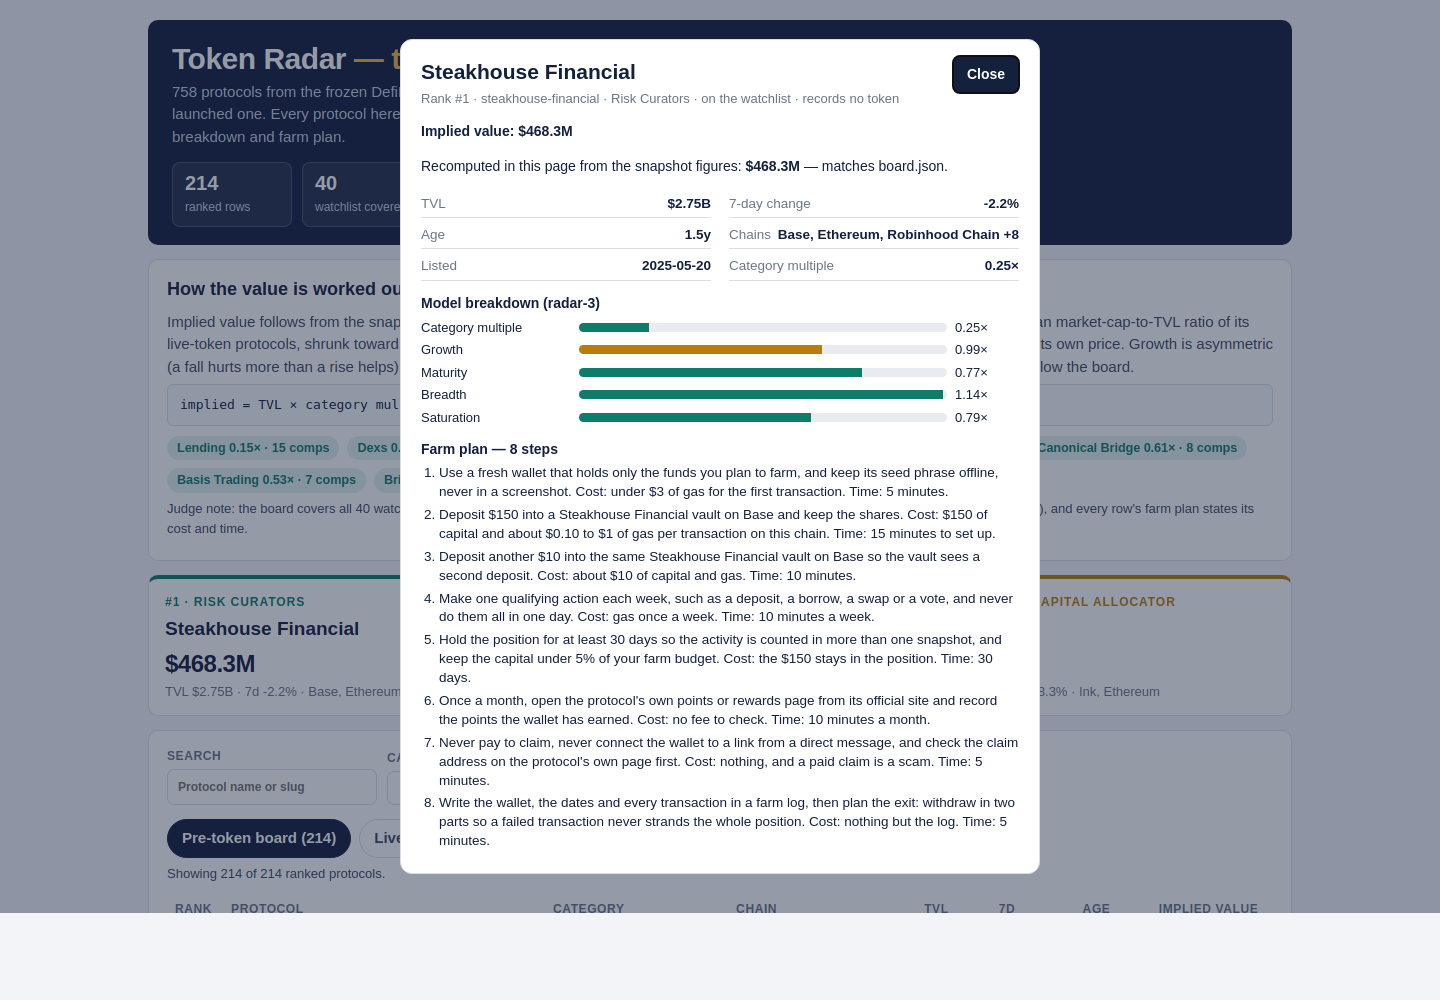 Token Radar — t
758 protocols from the frozen Defil
launched one. Every protocol here
breakdown and farm plan.
214
ranked rows
40
watchlist covere
Steakhouse Financial
Close
Rank #1 · steakhouse-financial · Risk Curators · on the watchlist · records no token
Implied value: $468.3M
Recomputed in this page from the snapshot figures: $468.3M — matches board.json.
TVL $2.75B
7-day change -2.2%
Age 1.5y
Chains Base, Ethereum, Robinhood Chain +8
Listed 2025-05-20
Category multiple 0.25×
Model breakdown (radar-3)
Category multiple 0.25×
Growth 0.99×
Maturity 0.77×
Breadth 1.14×
Saturation 0.79×
Farm plan — 8 steps
1. Use a fresh wallet that holds only the funds you plan to farm, and keep its seed phrase offline,
never in a screenshot. Cost: under $3 of gas for the first transaction. Time: 5 minutes.
2. Deposit $150 into a Steakhouse Financial vault on Base and keep the shares. Cost: $150 of
capital and about $0.10 to $1 of gas per transaction on this chain. Time: 15 minutes to set up.
3. Deposit another $10 into the same Steakhouse Financial vault on Base so the vault sees a
second deposit. Cost: about $10 of capital and gas. Time: 10 minutes.
4. Make one qualifying action each week, such as a deposit, a borrow, a swap or a vote, and never
do them all in one day. Cost: gas once a week. Time: 10 minutes a week.
5. Hold the position for at least 30 days so the activity is counted in more than one snapshot, and
keep the capital under 5% of your farm budget. Cost: the $150 stays in the position. Time: 30
days.
6. Once a month, open the protocol's own points or rewards page from its official site and record
the points the wallet has earned. Cost: no fee to check. Time: 10 minutes a month.
7. Never pay to claim, never connect the wallet to a link from a direct message, and check the claim
address on the protocol's own page first. Cost: nothing, and a paid claim is a scam. Time: 5
minutes.
8. Write the wallet, the dates and every transaction in a farm log, then plan the exit: withdraw in two
parts so a failed transaction never strands the whole position. Cost: nothing but the log. Time: 5
minutes.
How the value is worked ou
Implied value follows from the snap
an market-cap-to-TVL ratio of its
live-token protocols, shrunk toward
ts own price. Growth is asymmetric
(a fall hurts more than a rise helps)
low the board.
implied = TVL × category mul
Lending 0.15× · 15 comps
Dexs 0.
Canonical Bridge 0.61× · 8 comps
Basis Trading 0.53× · 7 comps
Bri
Judge note: the board covers all 40 watc
), and every row's farm plan states its
cost and time.
#1 · RISK CURATORS
APITAL ALLOCATOR
Steakhouse Financial
$468.3M
TVL $2.75B · 7d -2.2% · Base, Ethereum
8.3% · Ink, Ethereum
SEARCH
CA
Protocol name or slug
Pre-token board (214)
Live
Showing 214 of 214 ranked protocols.
RANK PROTOCOL CATEGORY CHAIN TVL 7D AGE IMPLIED VALUE